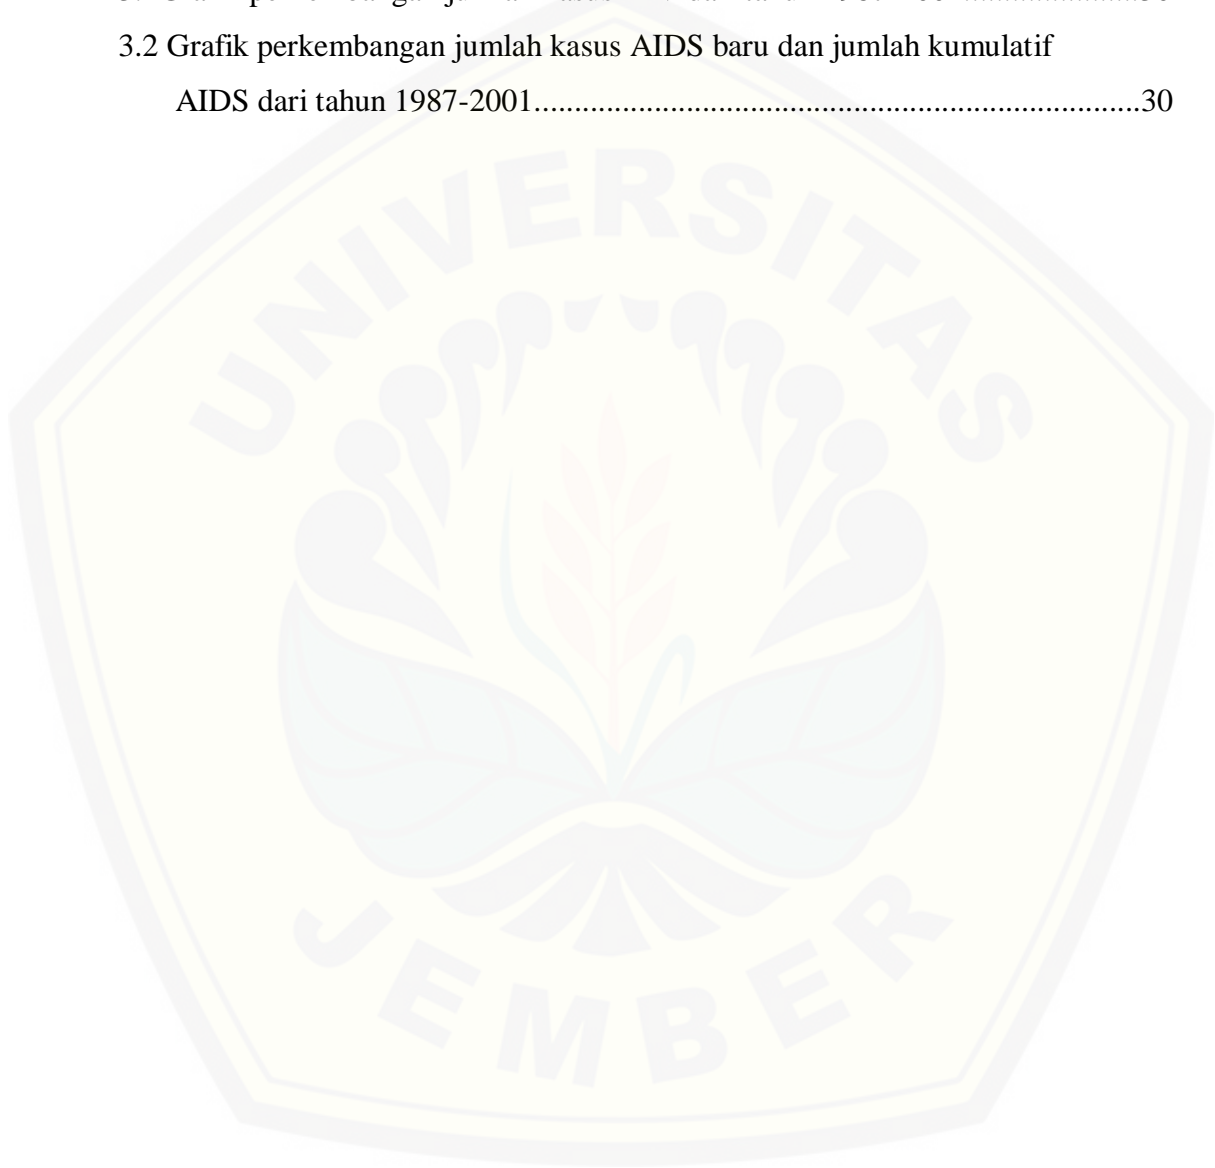 3.2 Grafik perkembangan jumlah kasus AIDS baru dan jumlah kumulatif
AIDS dari tahun 1987-2001..............................................................30
UNIVERSITAS
JEMBER